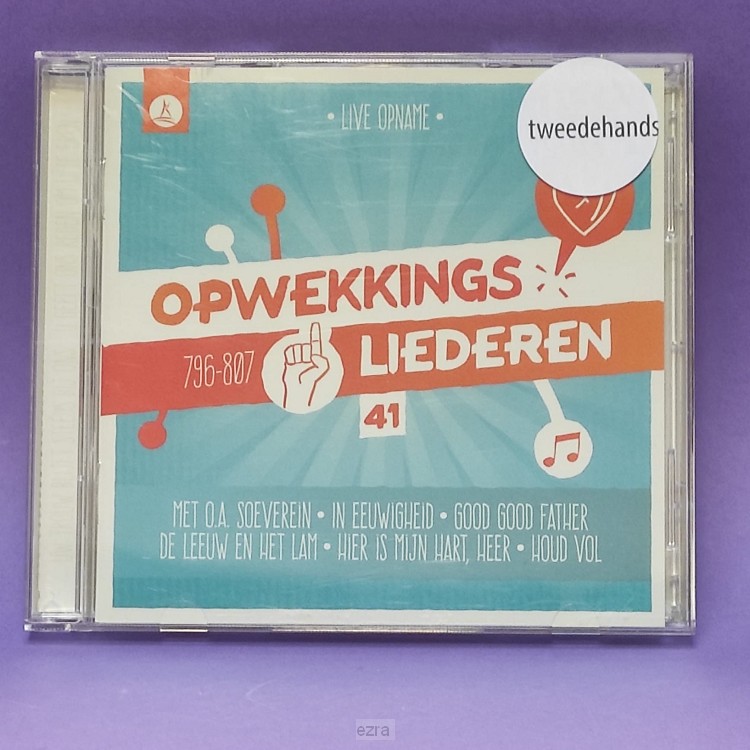 • LIVE OPNAME •
tweedehands
OPWEKKINGS
796-807 LIEDEREN
41
MET O.A. SOEVEREIN • IN EEUWIGHEID • GOOD GOOD FATHER
DE LEEUW EN HET LAM • HIER IS MIJN HART, HEER • HOUD VOL
ezra